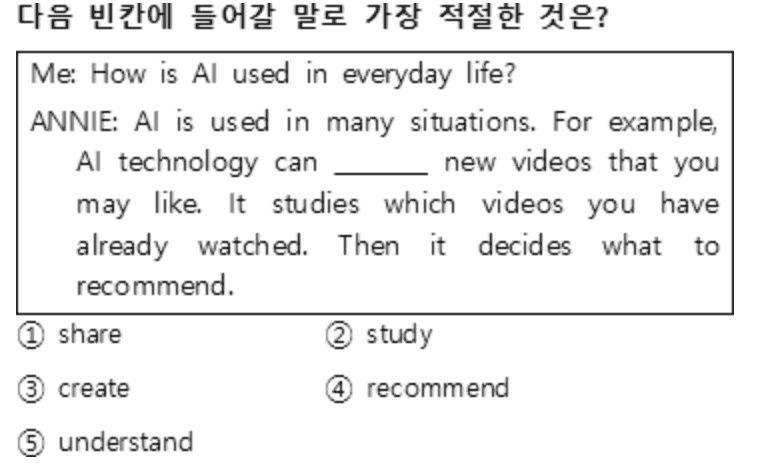 다음 빈칸에 들어갈 말로 가장 적절한 것은?
Me: How is AI used in everyday life?
ANNIE: AI is used in many situations. For example,
AI technology can ______ new videos that you
may like. It studies which videos you have
already watched. Then it decides what to
recommend.
① share ② study
③ create ④ recommend
⑤ understand